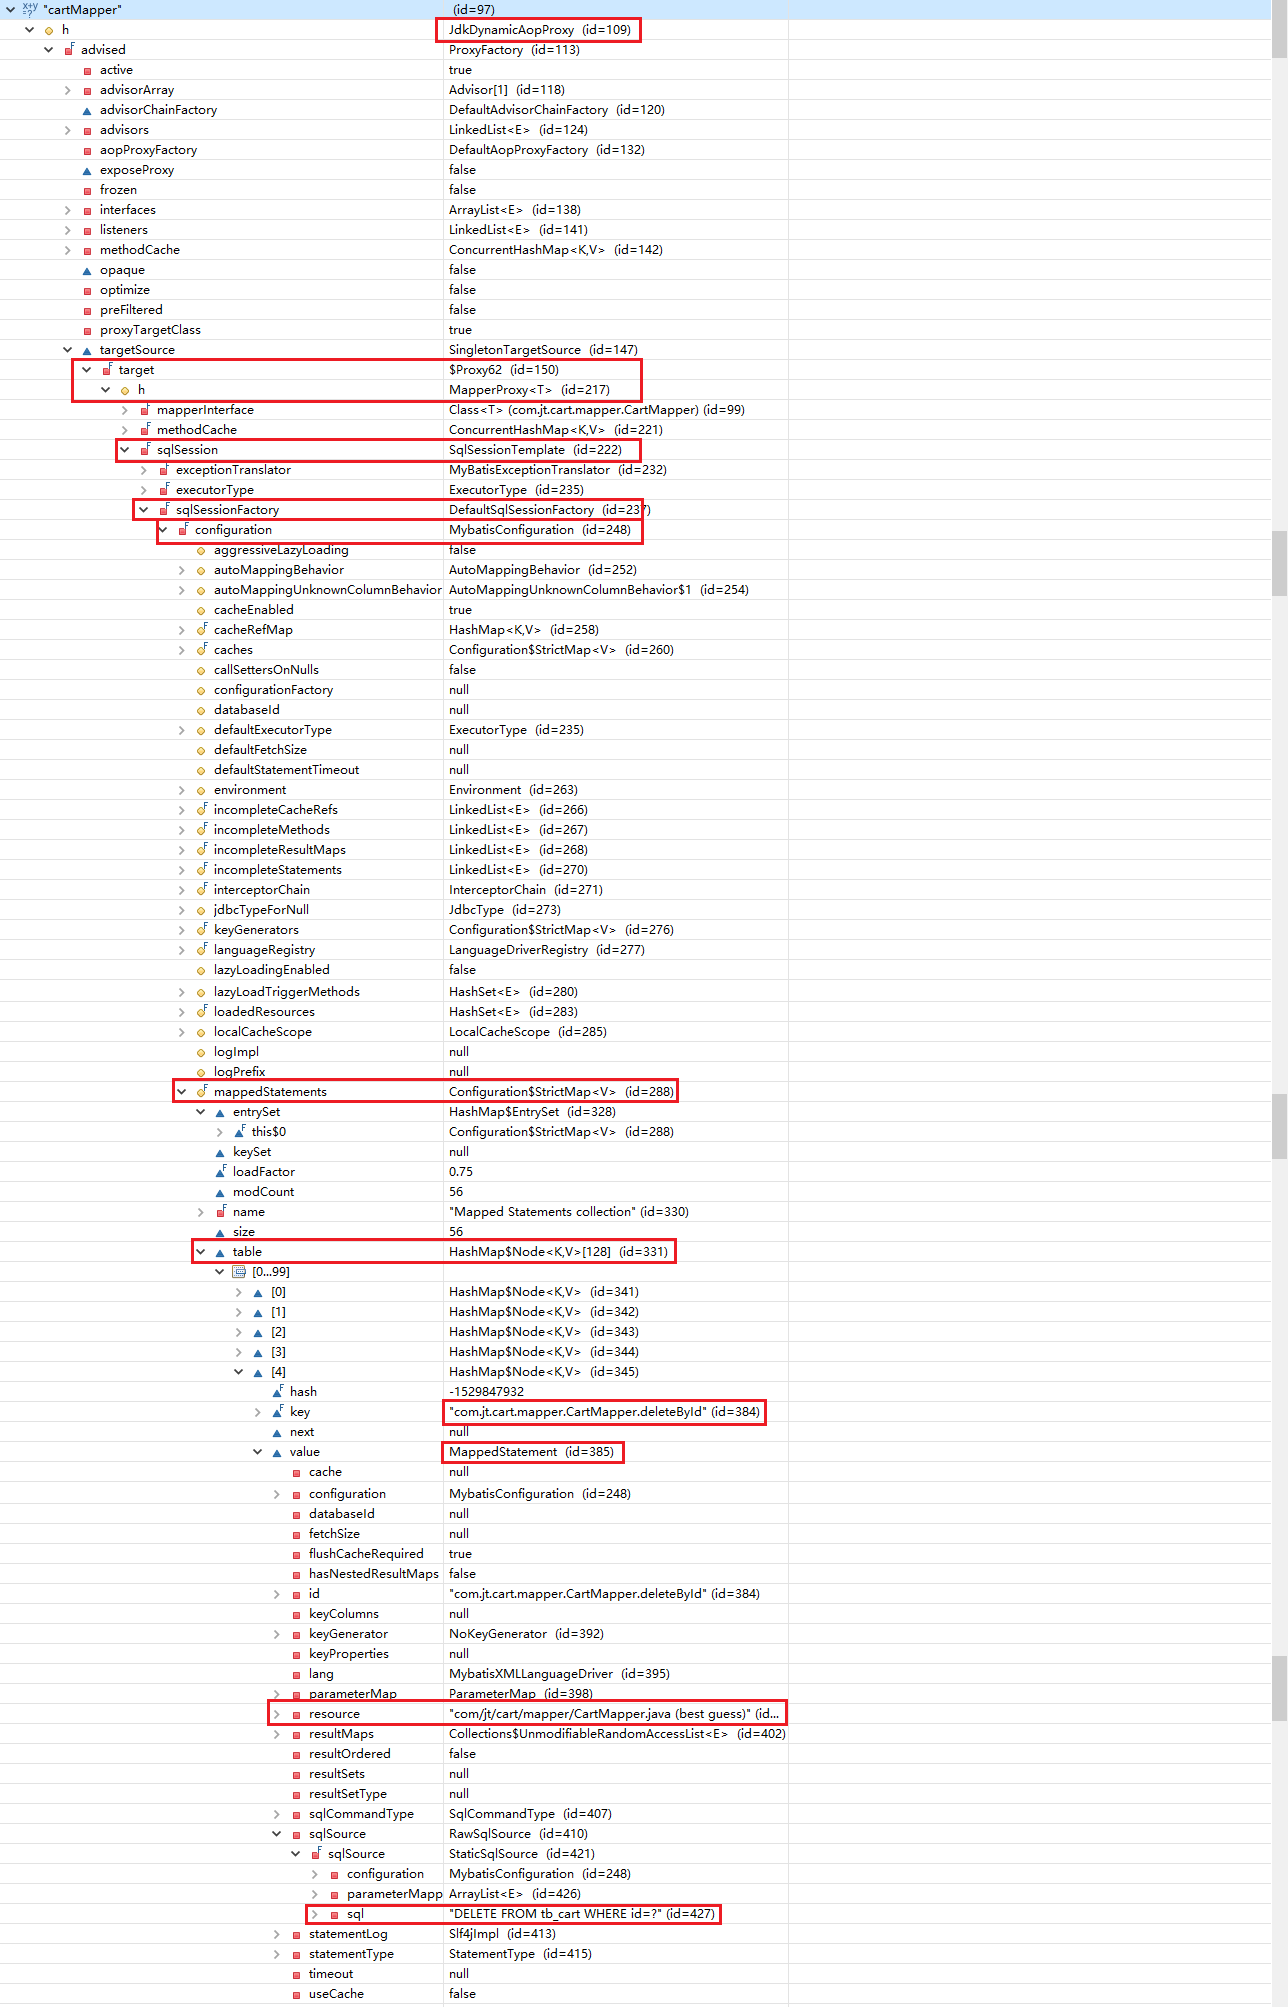 "cartMapper" (id=97)
h JdkDynamicAopProxy (id=109)
advised ProxyFactory (id=113)
active true
advisorArray Advisor[1] (id=118)
advisorChainFactory DefaultAdvisorChainFactory (id=120)
advisors LinkedList<E> (id=124)
aopProxyFactory DefaultAopProxyFactory (id=132)
exposeProxy false
frozen false
interfaces ArrayList<E> (id=138)
listeners LinkedList<E> (id=141)
methodCache ConcurrentHashMap<K,V> (id=142)
opaque false
optimize false
preFiltered false
proxyTargetClass true
targetSource SingletonTargetSource (id=147)
target $Proxy62 (id=150)
h MapperProxy<T> (id=217)
mapperInterface Class<T> (com.jt.cart.mapper.CartMapper) (id=99)
methodCache ConcurrentHashMap<K,V> (id=221)
sqlSession SqlSessionTemplate (id=222)
exceptionTranslator MyBatisExceptionTranslator (id=232)
executorType ExecutorType (id=235)
sqlSessionFactory DefaultSqlSessionFactory (id=237)
configuration MybatisConfiguration (id=248)
aggressiveLazyLoading false
autoMappingBehavior AutoMappingBehavior (id=252)
autoMappingUnknownColumnBehavior AutoMappingUnknownColumnBehavior$1 (id=254)
cacheEnabled true
cacheRefMap HashMap<K,V> (id=258)
caches Configuration$StrictMap<V> (id=260)
callSettersOnNulls false
configurationFactory null
databaseId null
defaultExecutorType ExecutorType (id=235)
defaultFetchSize null
defaultStatementTimeout null
environment Environment (id=263)
incompleteCacheRefs LinkedList<E> (id=266)
incompleteMethods LinkedList<E> (id=267)
incompleteResultMaps LinkedList<E> (id=268)
incompleteStatements LinkedList<E> (id=270)
interceptorChain InterceptorChain (id=271)
jdbcTypeForNull JdbcType (id=273)
keyGenerators Configuration$StrictMap<V> (id=276)
languageRegistry LanguageDriverRegistry (id=277)
lazyLoadingEnabled false
lazyLoadTriggerMethods HashSet<E> (id=280)
loadedResources HashSet<E> (id=283)
localCacheScope LocalCacheScope (id=285)
logImpl null
logPrefix null
mappedStatements Configuration$StrictMap<V> (id=288)
entrySet HashMap$EntrySet (id=328)
this$0 Configuration$StrictMap<V> (id=288)
keySet null
loadFactor 0.75
modCount 56
name "Mapped Statements collection" (id=330)
size 56
table HashMap$Node<K,V>[128] (id=331)
[0...99]
[0] HashMap$Node<K,V> (id=341)
[1] HashMap$Node<K,V> (id=342)
[2] HashMap$Node<K,V> (id=343)
[3] HashMap$Node<K,V> (id=344)
[4] HashMap$Node<K,V> (id=345)
hash -1529847932
key "com.jt.cart.mapper.CartMapper.deleteById" (id=384)
next null
value MappedStatement (id=385)
cache null
configuration MybatisConfiguration (id=248)
databaseId null
fetchSize null
flushCacheRequired true
hasNestedResultMaps false
id "com.jt.cart.mapper.CartMapper.deleteById" (id=384)
keyColumns null
keyGenerator NoKeyGenerator (id=392)
keyProperties null
lang MybatisXMLLanguageDriver (id=395)
parameterMap ParameterMap (id=398)
resource "com/jt/cart/mapper/CartMapper.java (best guess)" (id...
resultMaps Collections$UnmodifiableRandomAccessList<E> (id=402)
resultOrdered false
resultSets null
resultSetType null
sqlCommandType SqlCommandType (id=407)
sqlSource RawSqlSource (id=410)
sqlSource StaticSqlSource (id=421)
configuration MybatisConfiguration (id=248)
parameterMapp ArrayList<E> (id=426)
sql "DELETE FROM tb_cart WHERE id=?" (id=427)
statementLog Slf4jImpl (id=413)
statementType StatementType (id=415)
timeout null
useCache false